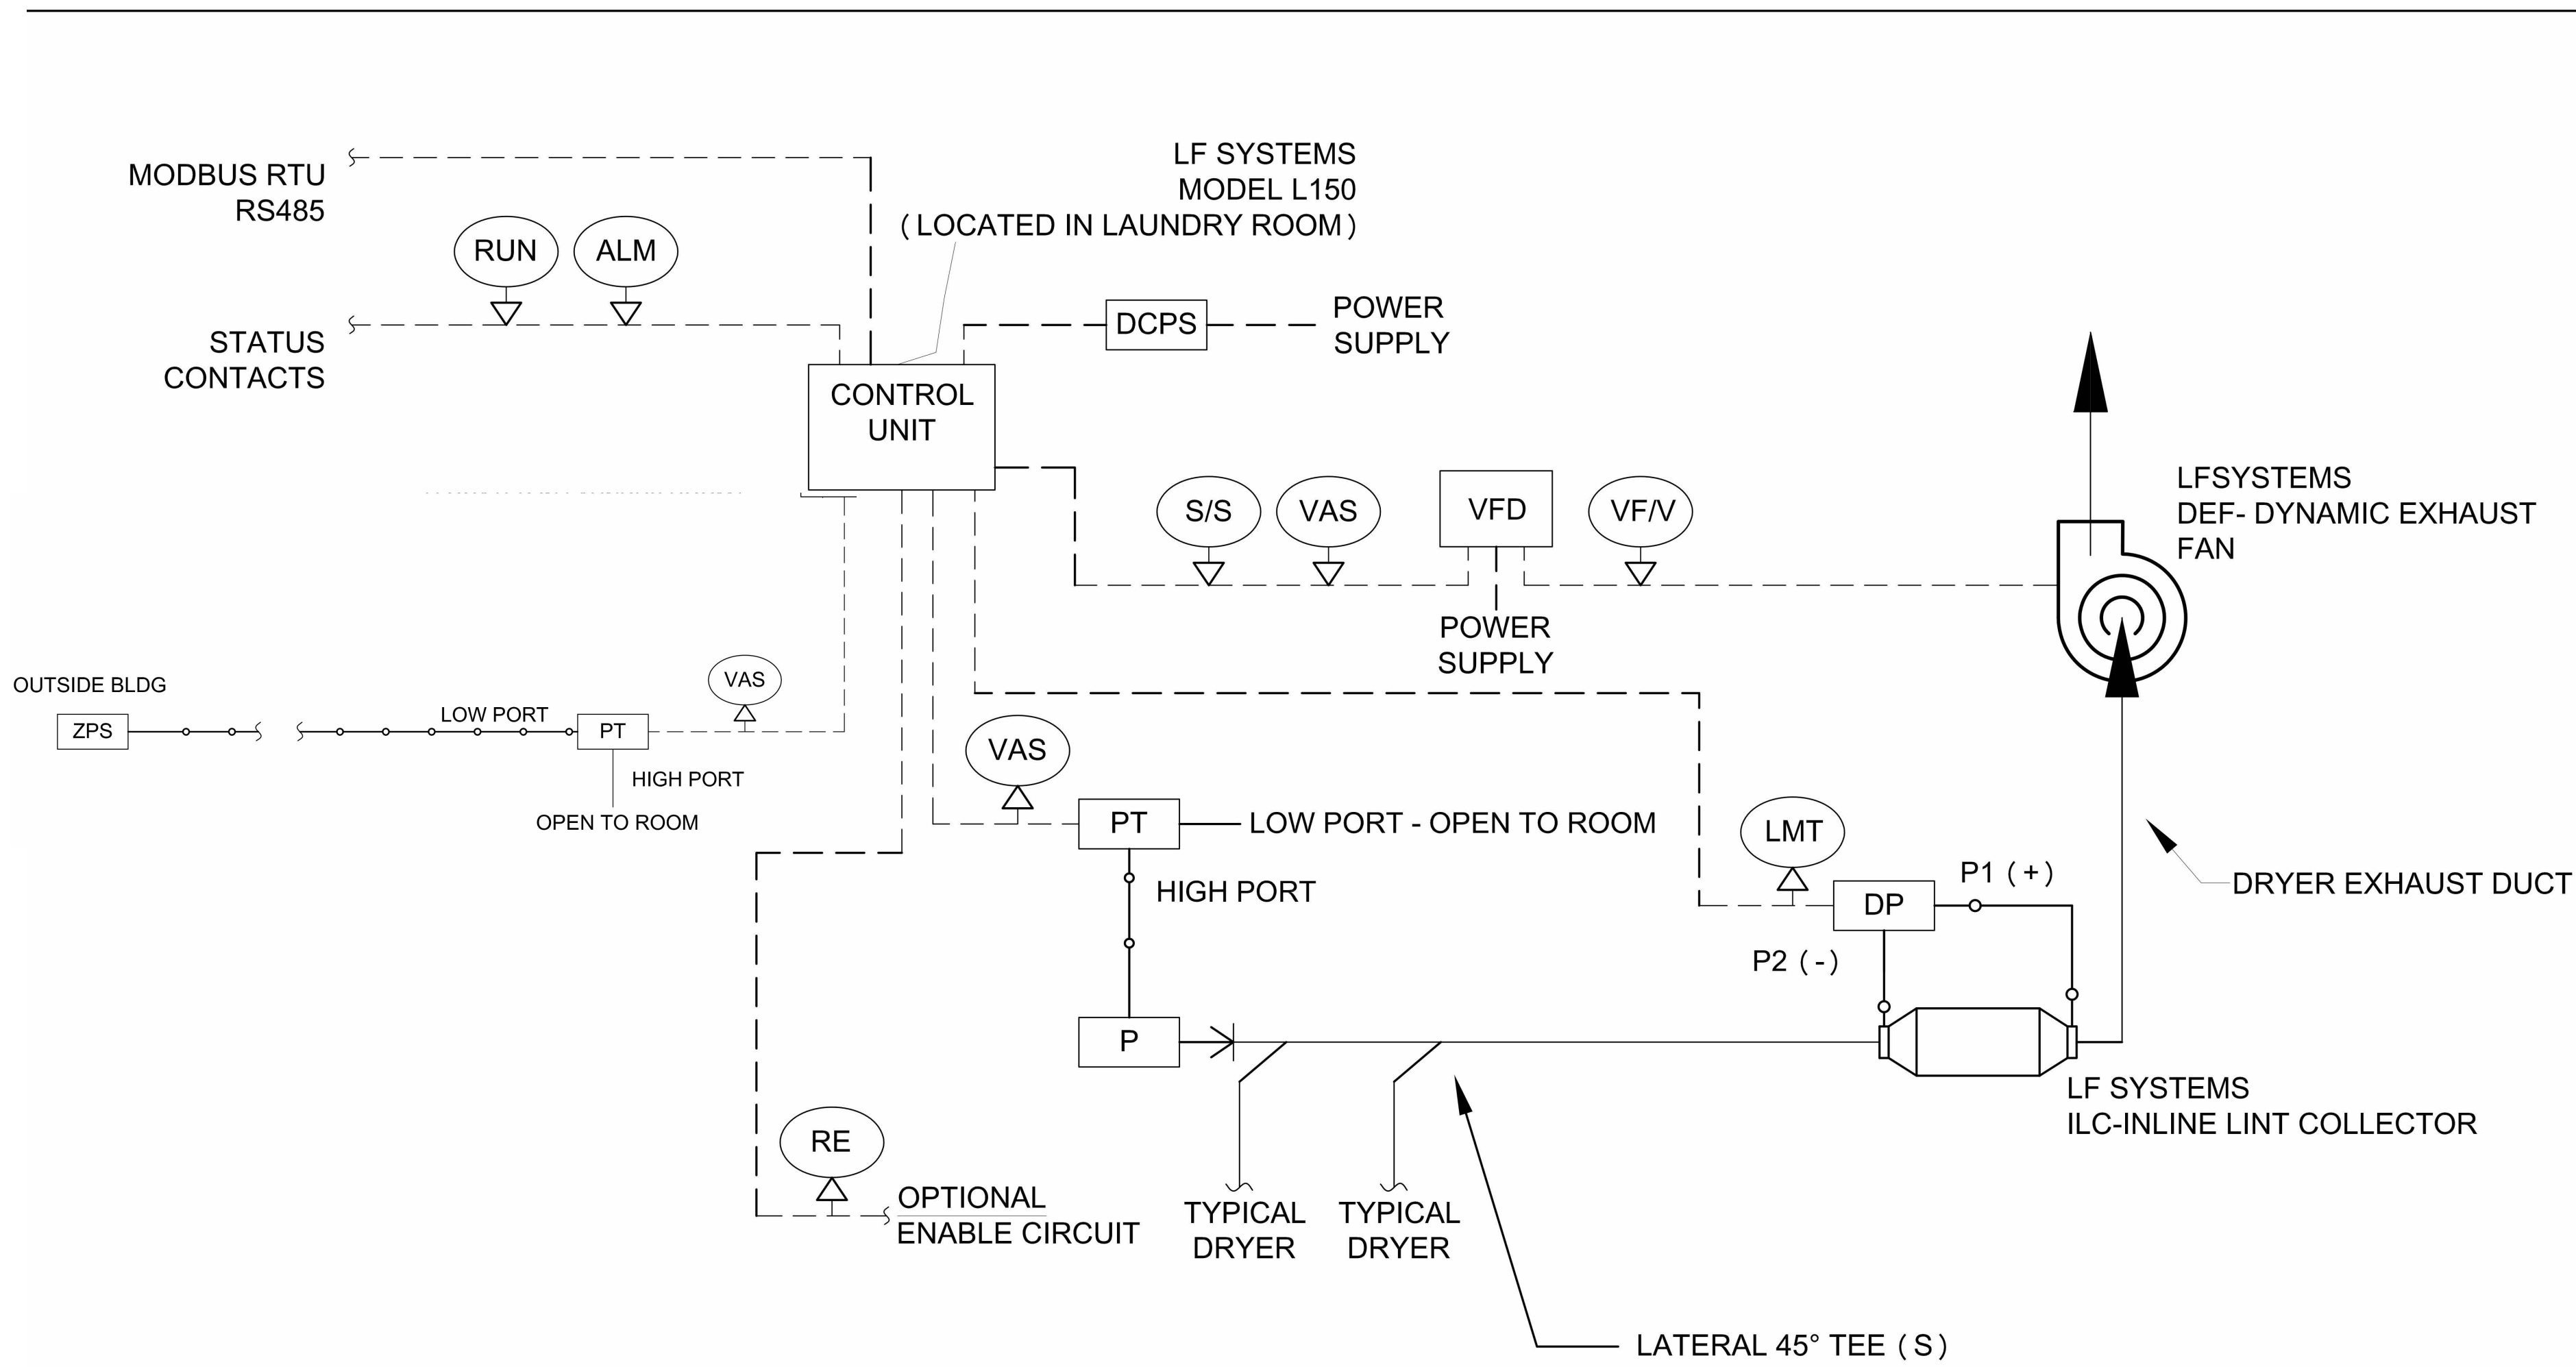 LF SYSTEMS
MODEL L150
( LOCATED IN LAUNDRY ROOM )
MODBUS RTU
RS485
RUN
ALM
STATUS
CONTACTS
DCPS
POWER
SUPPLY
CONTROL
UNIT
S/S
VAS
VFD
VF/V
POWER
SUPPLY
LFSYSTEMS
DEF- DYNAMIC EXHAUST
FAN
OUTSIDE BLDG
ZPS
LOW PORT
PT
VAS
HIGH PORT
OPEN TO ROOM
VAS
PT
LOW PORT - OPEN TO ROOM
HIGH PORT
LMT
DP
P1 ( + )
P2 ( - )
DRYER EXHAUST DUCT
P
LF SYSTEMS
ILC-INLINE LINT COLLECTOR
RE
OPTIONAL
ENABLE CIRCUIT
TYPICAL
DRYER
TYPICAL
DRYER
LATERAL 45° TEE ( S )